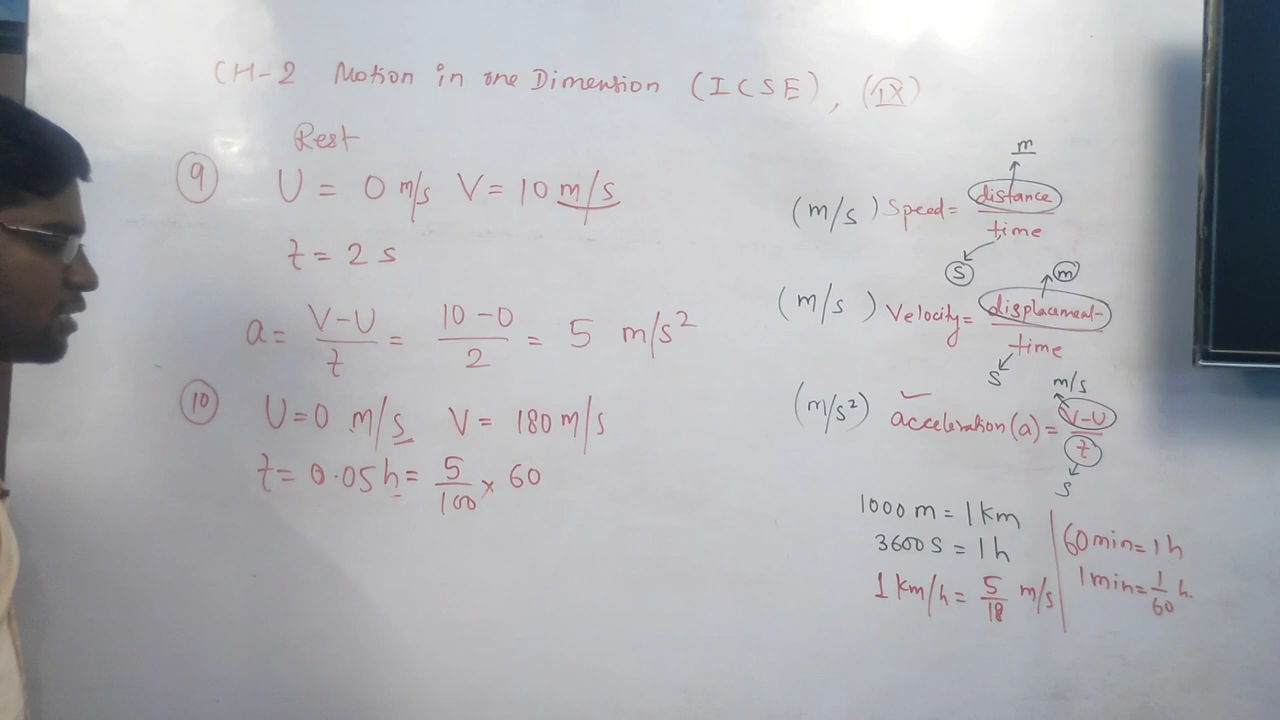 CH-2 Motion in one Dimension (ICSE), (IX)
Rest
9 U = 0 m/s V = 10 m/s
t = 2 s
a = V-U/t = 10-0/2 = 5 m/s²
10 U=0 m/s V = 180 m/s
t = 0.05 h = 5/100 × 60
m
(m/s) Speed = distance/time
s
m
(m/s) Velocity = displacement/time
s
m/s
(m/s²) acceleration (a) = V-U/t
s
1000 m = 1 km
3600 s = 1 h
1 km/h = 5/18 m/s
60 min = 1 h
1 min = 1/60 h.